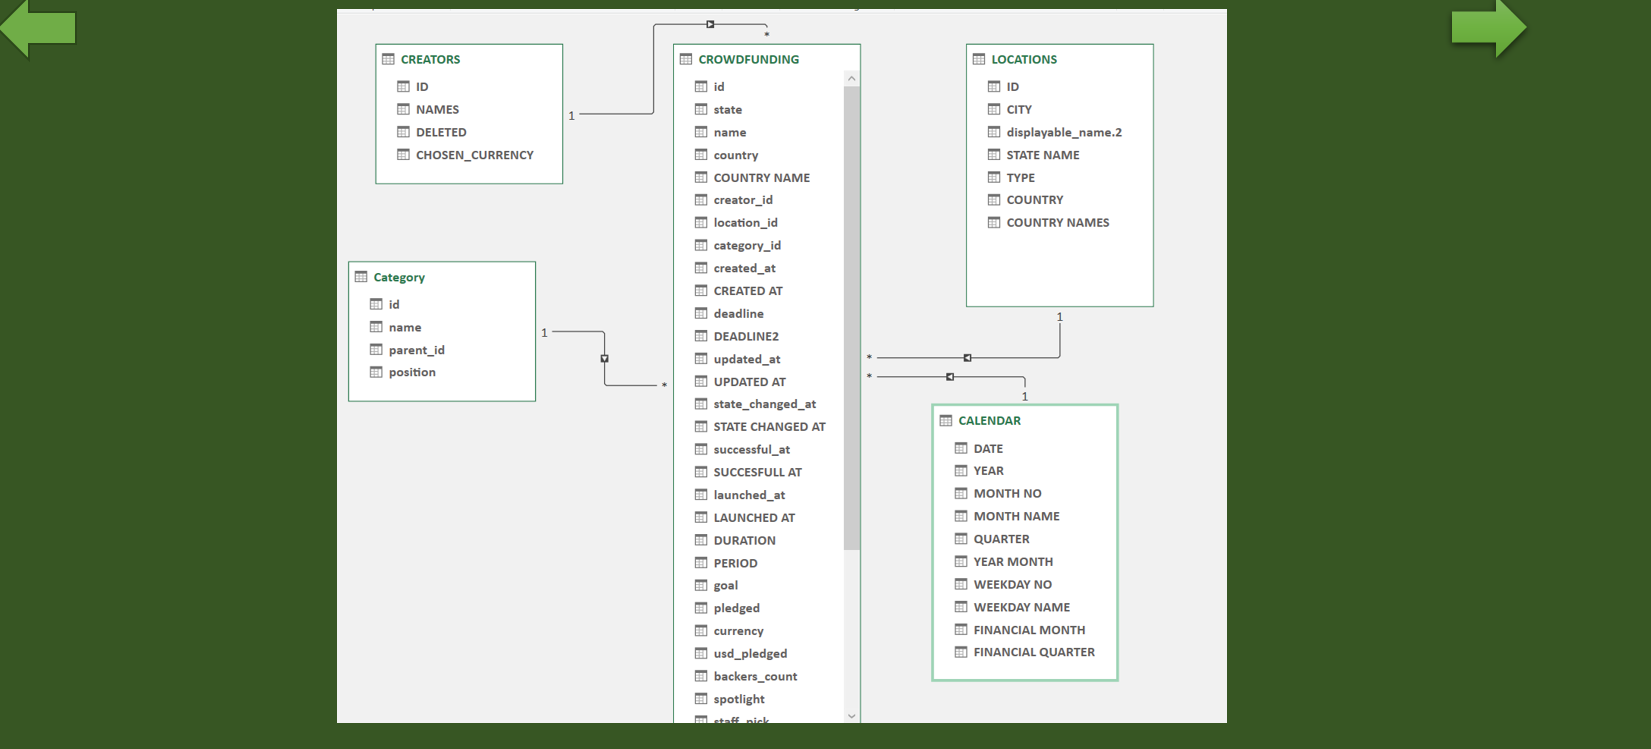 CREATORS
ID
NAMES
DELETED
CHOSEN_CURRENCY
1
*
Category
id
name
parent_id
position
1
*
CROWDFUNDING
id
state
name
country
COUNTRY NAME
creator_id
location_id
category_id
created_at
CREATED AT
deadline
DEADLINE2
updated_at
UPDATED AT
state_changed_at
STATE CHANGED AT
successful_at
SUCCESFULL AT
launched_at
LAUNCHED AT
DURATION
PERIOD
goal
pledged
currency
usd_pledged
backers_count
spotlight
staff_pick
LOCATIONS
ID
CITY
displayable_name.2
STATE NAME
TYPE
COUNTRY
COUNTRY NAMES
1
*
*
1
CALENDAR
DATE
YEAR
MONTH NO
MONTH NAME
QUARTER
YEAR MONTH
WEEKDAY NO
WEEKDAY NAME
FINANCIAL MONTH
FINANCIAL QUARTER